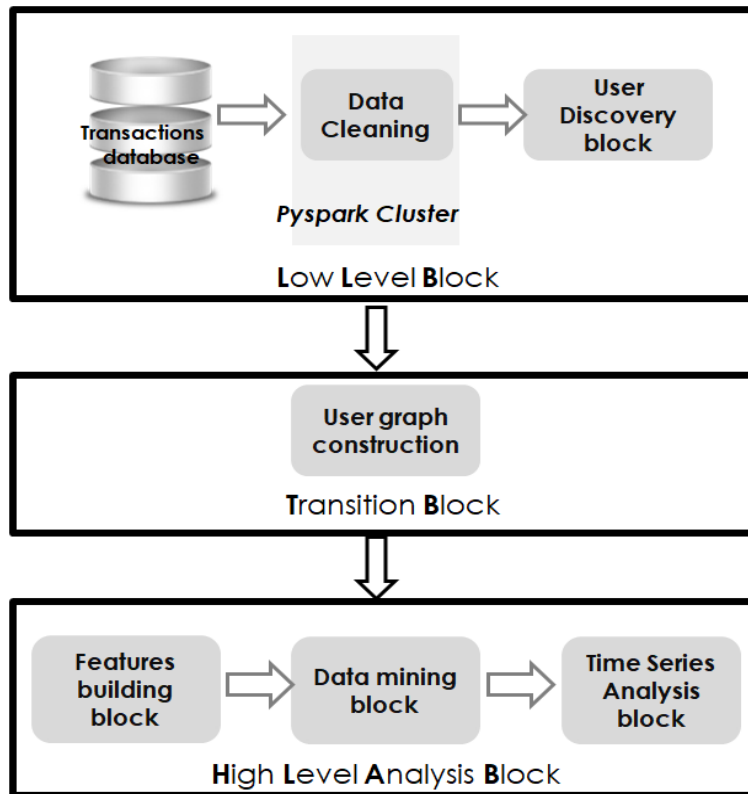 Transactions
database
Data
Cleaning
User
Discovery
block
Pyspark Cluster
Low Level Block
User graph
construction
Transition Block
Features
building
block
Data mining
block
Time Series
Analysis
block
High Level Analysis Block